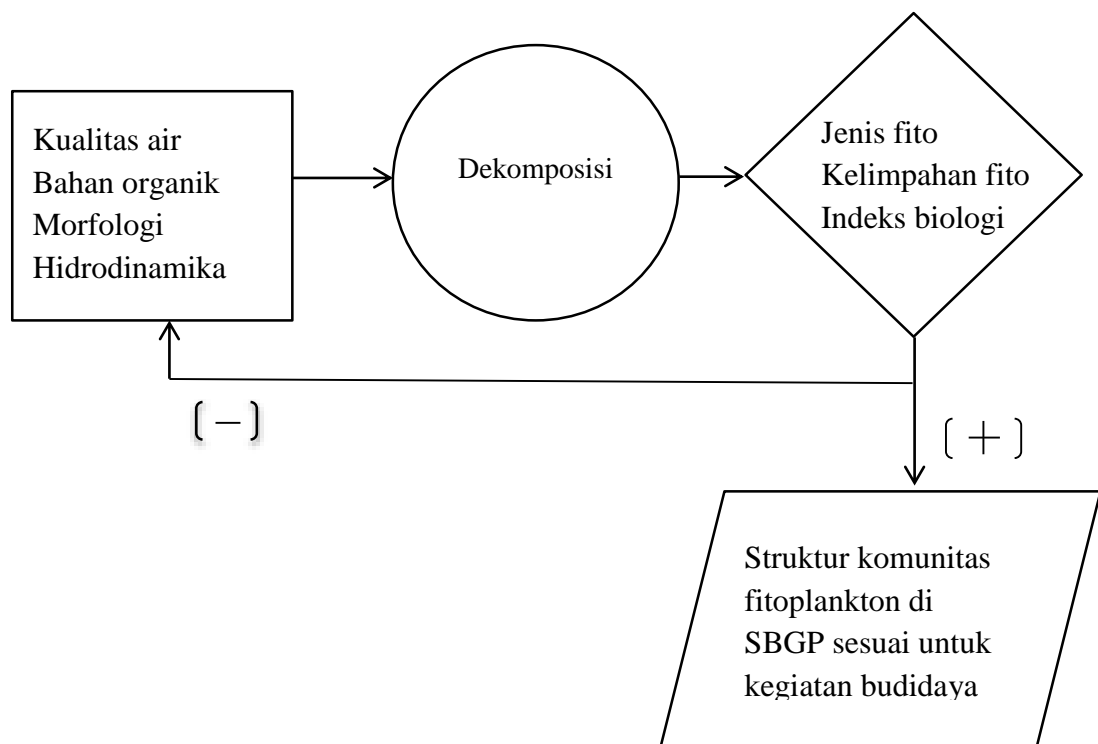 Kualitas air
Bahan organik
Morfologi
Hidrodinamika
Dekomposisi
Jenis fito
Kelimpahan fito
Indeks biologi
(−)
(+)
Struktur komunitas
fitoplankton di
SBGP sesuai untuk
kegiatan budidaya